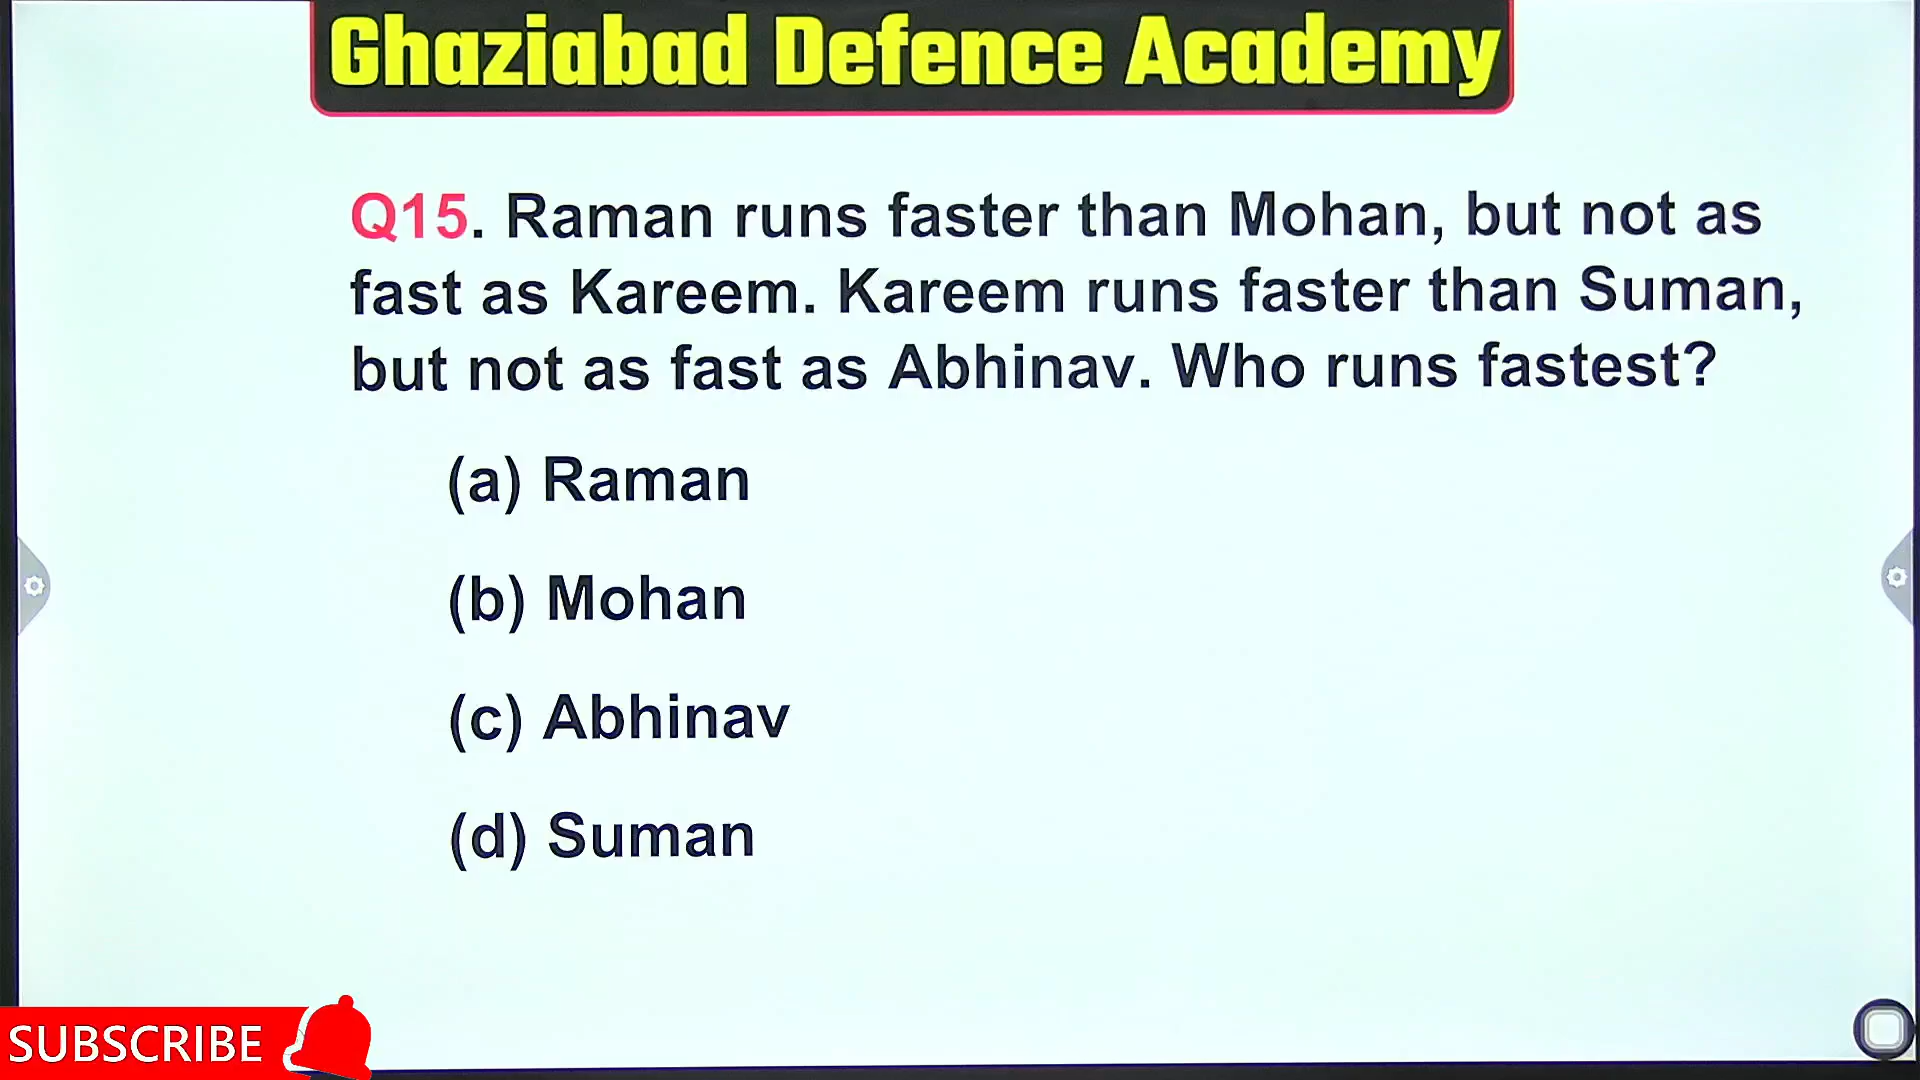 Ghaziabad Defence Academy
Q15. Raman runs faster than Mohan, but not as
fast as Kareem. Kareem runs faster than Suman,
but not as fast as Abhinav. Who runs fastest?
(a) Raman
(b) Mohan
(c) Abhinav
(d) Suman
SUBSCRIBE